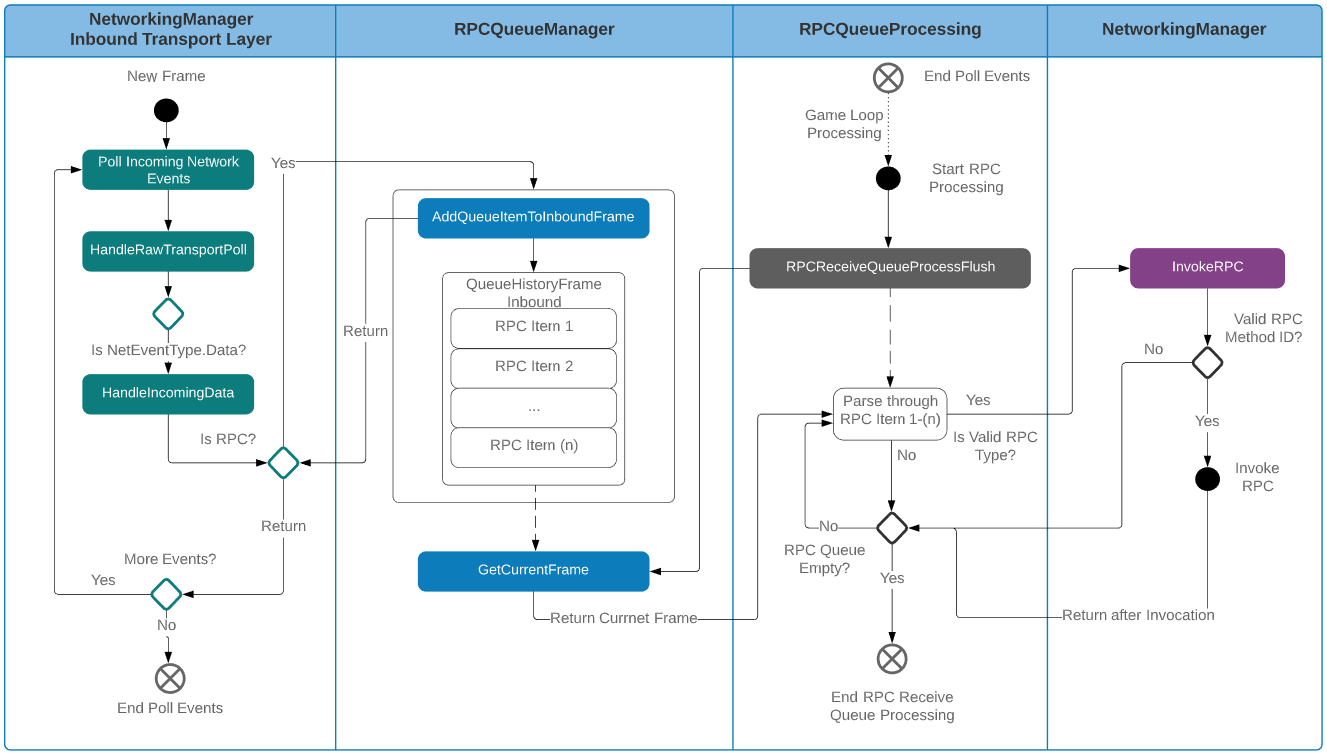 NetworkingManager
Inbound Transport Layer
RPCQueueManager
RPCQueueProcessing
NetworkingManager
New Frame
Poll Incoming Network
Events
HandleRawTransportPoll
Is NetEventType.Data?
HandleIncomingData
Is RPC?
Yes
Return
More Events?
Yes
No
End Poll Events
AddQueueItemToInboundFrame
Return
QueueHistoryFrame
Inbound
RPC Item 1
RPC Item 2
...
RPC Item (n)
GetCurrentFrame
Return Currnet Frame
End Poll Events
Game Loop
Processing
Start RPC
Processing
RPCReceiveQueueProcessFlush
Parse through
RPC Item 1-(n)
Yes
Is Valid RPC
Type?
No
No
RPC Queue
Empty?
Yes
End RPC Receive
Queue Processing
InvokeRPC
Valid RPC
Method ID?
No
Yes
Invoke
RPC
Return after Invocation